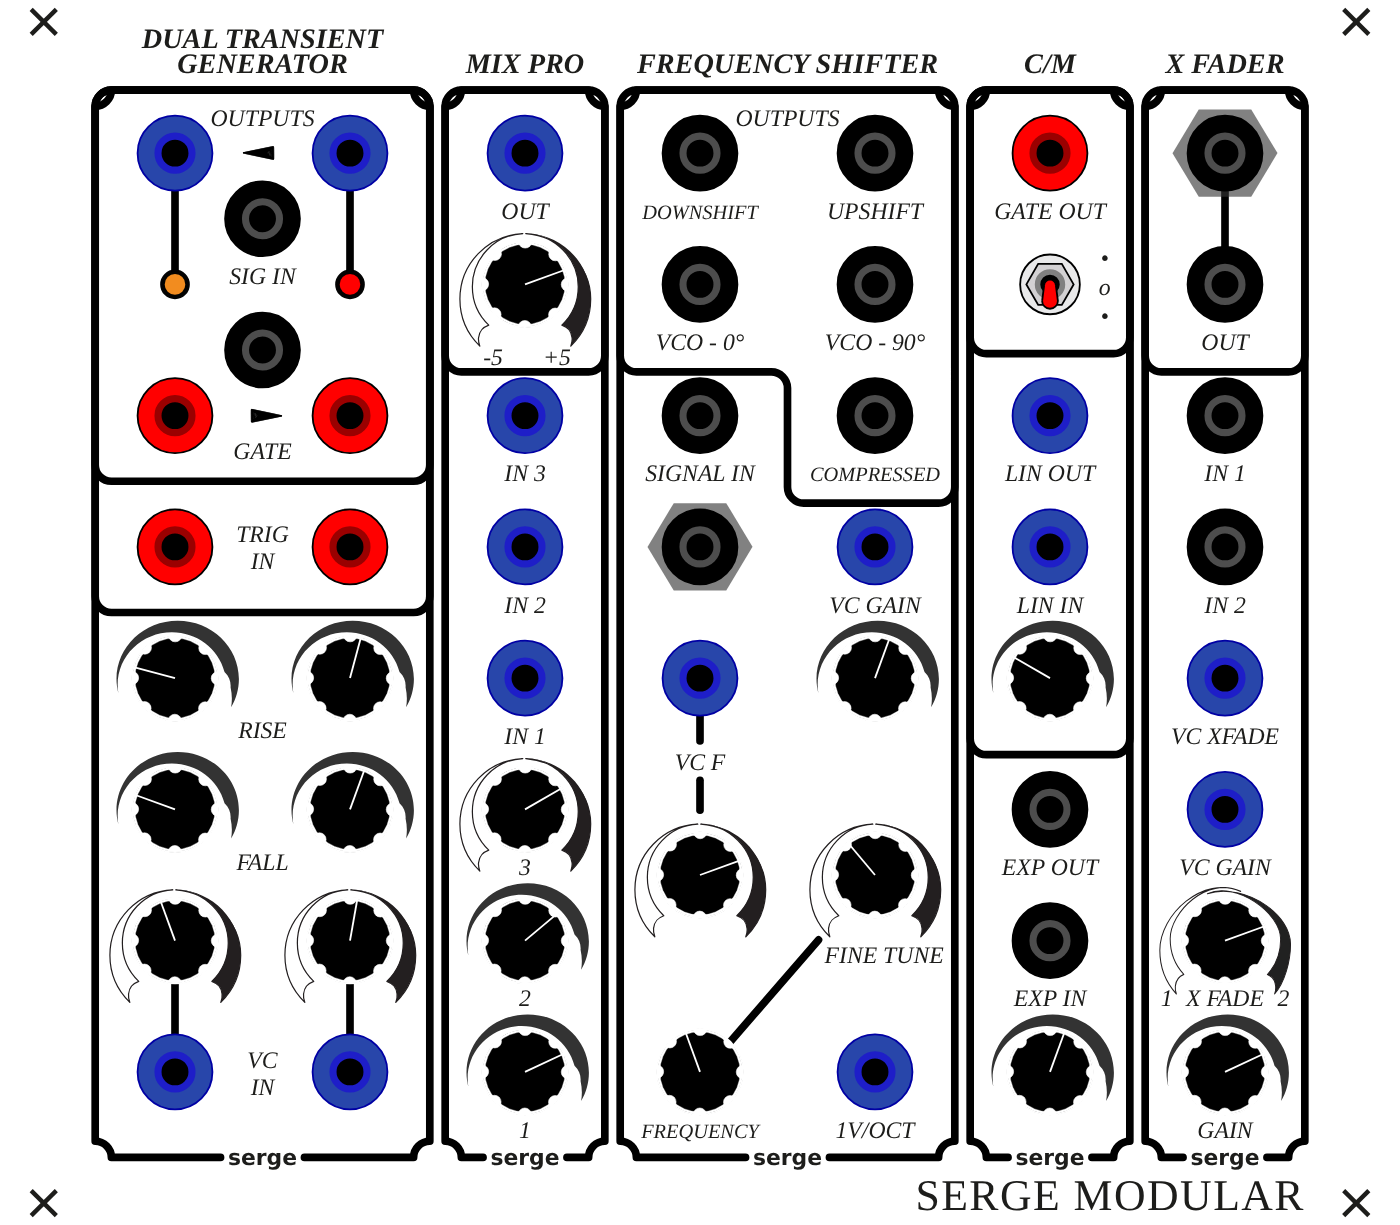 DUAL TRANSIENT
GENERATOR
OUTPUTS
SIG IN
GATE
TRIG
IN
RISE
FALL
VC
IN
serge
MIX PRO
OUT
-5 +5
IN 3
IN 2
IN 1
3
2
1
serge
FREQUENCY SHIFTER
OUTPUTS
DOWNSHIFT UPSHIFT
VCO - 0° VCO - 90°
SIGNAL IN COMPRESSED
VC GAIN
VC F
FINE TUNE
FREQUENCY 1V/OCT
serge
C/M
GATE OUT
o
LIN OUT
LIN IN
EXP OUT
EXP IN
serge
X FADER
OUT
IN 1
IN 2
VC XFADE
VC GAIN
1 X FADE 2
GAIN
serge
SERGE MODULAR